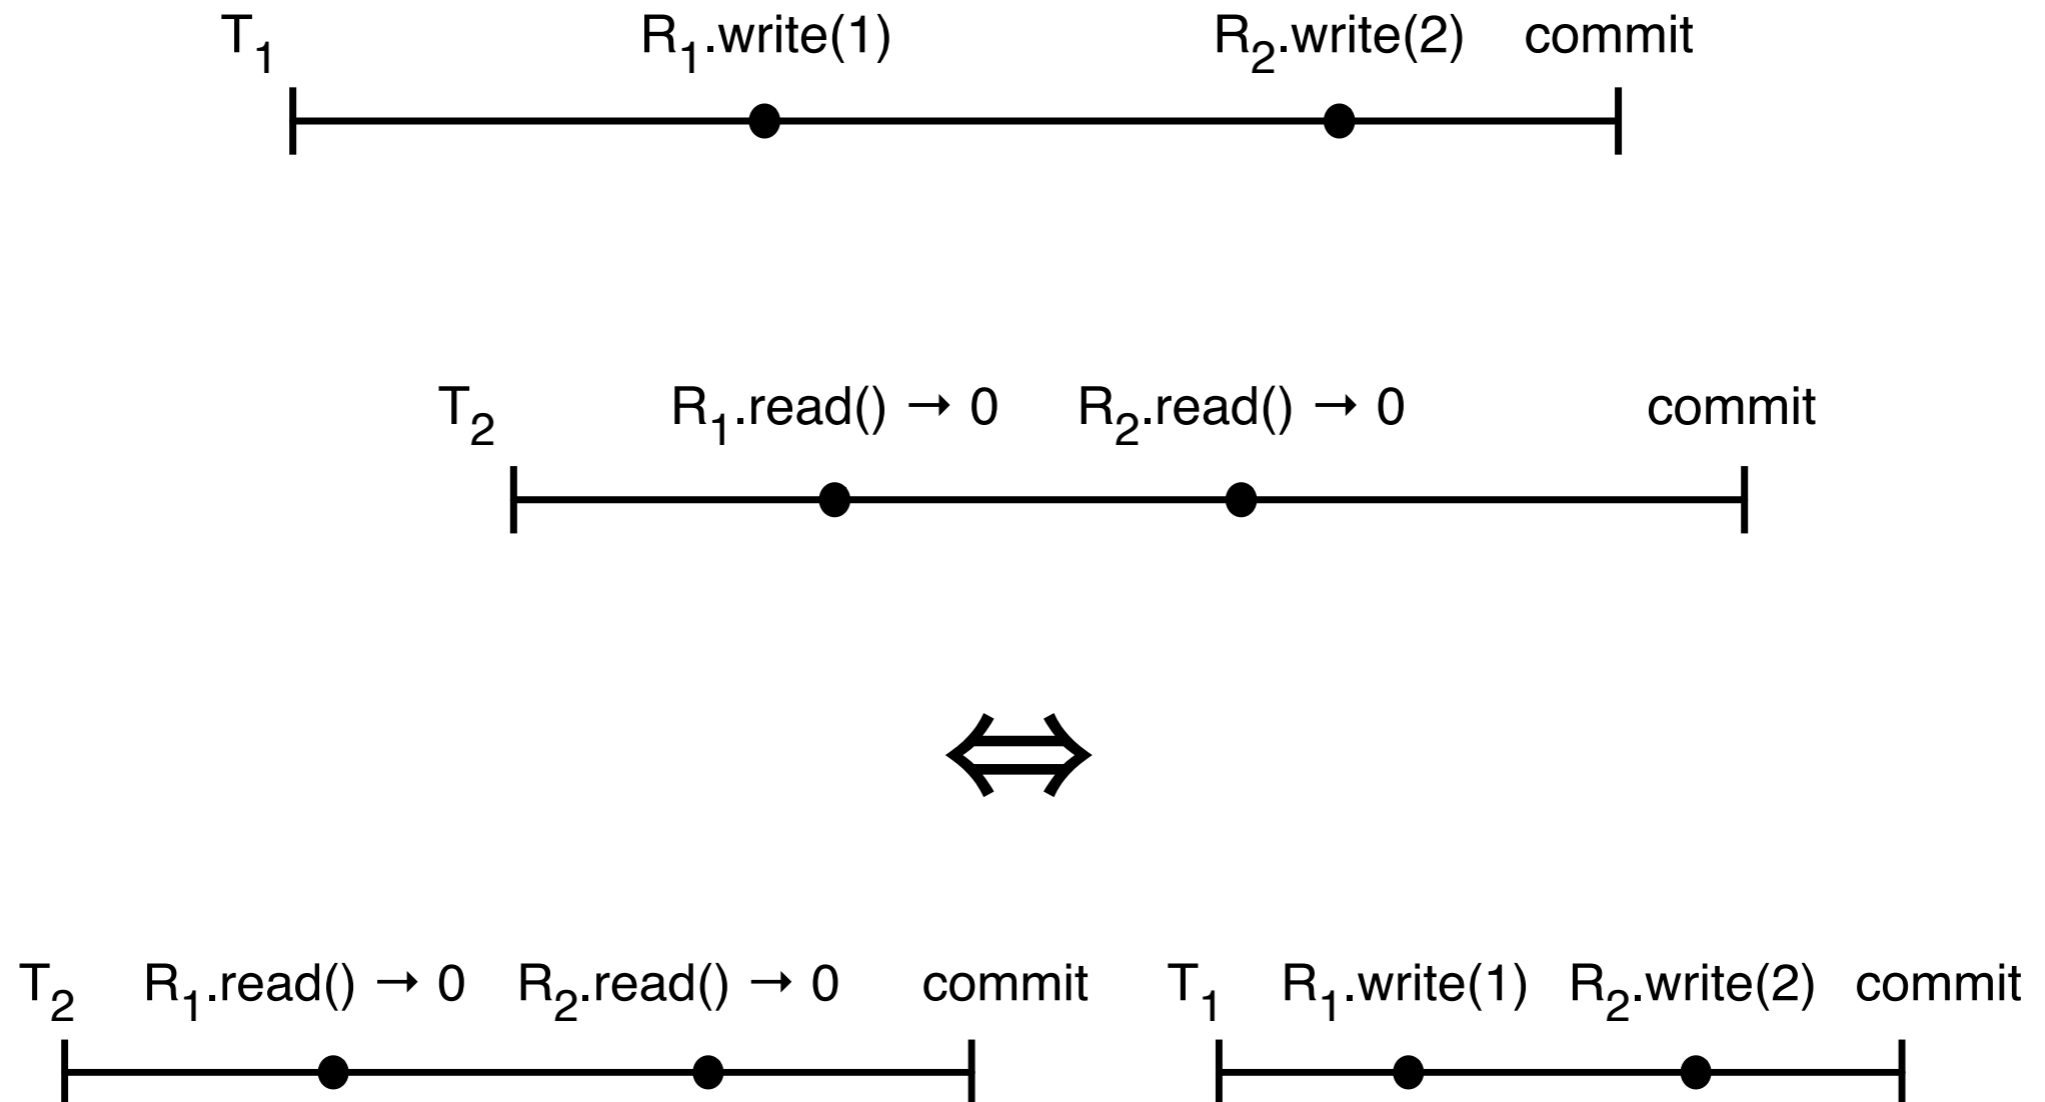 T₁ R₁.write(1) R₂.write(2) commit
T₂ R₁.read() → 0 R₂.read() → 0 commit
⇔
T₂ R₁.read() → 0 R₂.read() → 0 commit T₁ R₁.write(1) R₂.write(2) commit